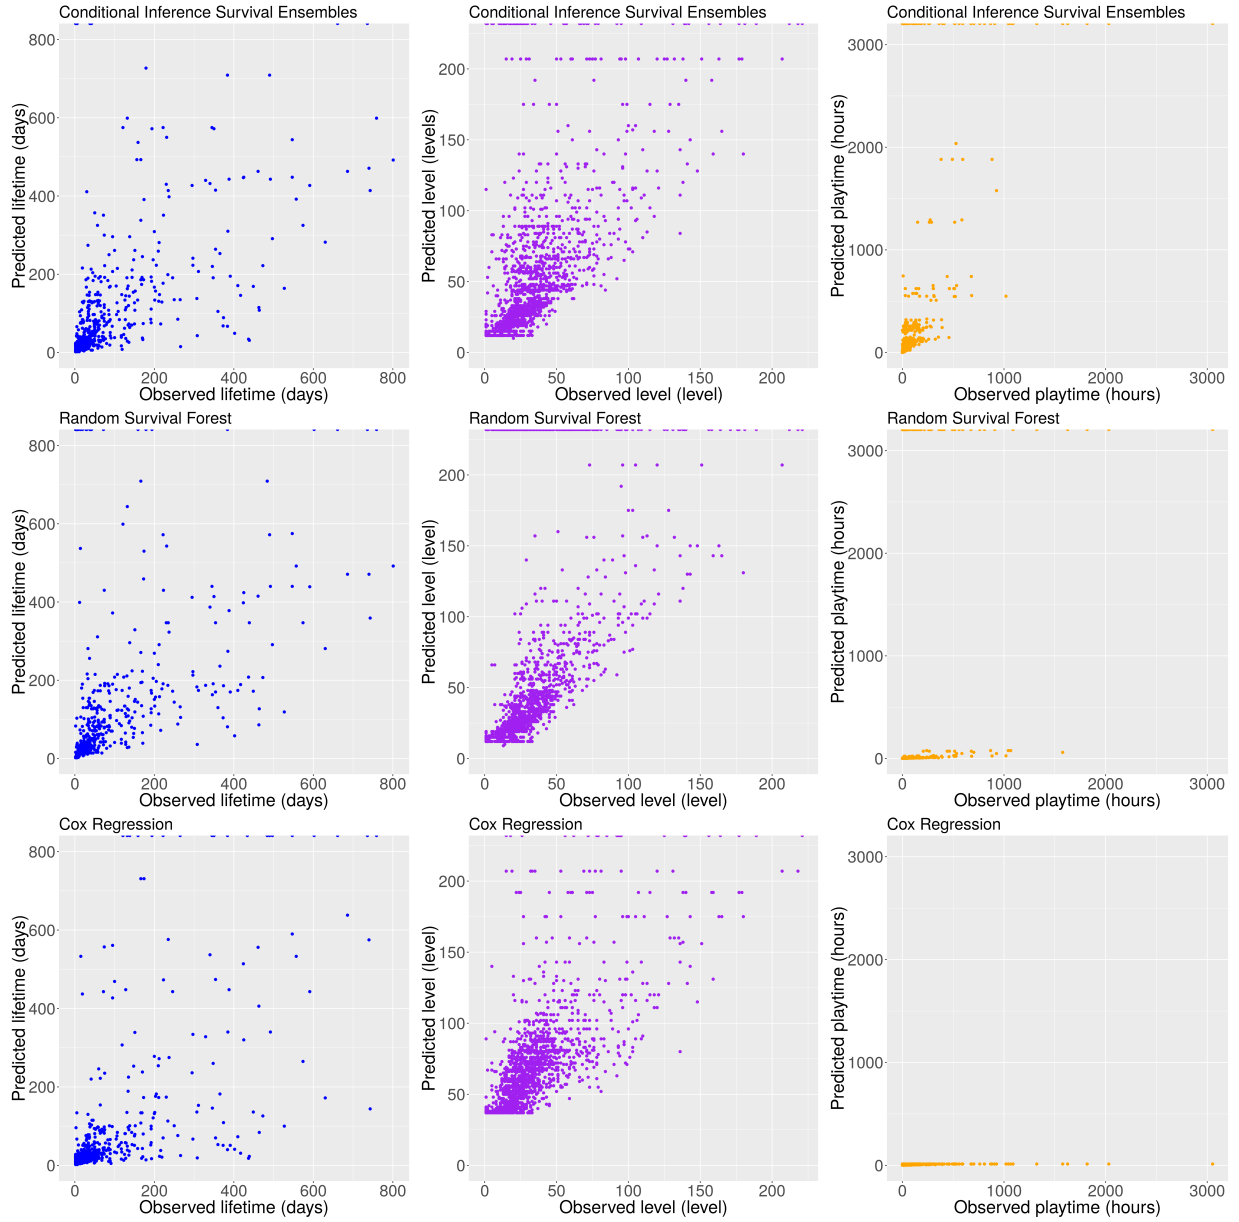 Conditional Inference Survival Ensembles
Predicted lifetime (days)
800
600
400
200
0
0 200 400 600 800
Observed lifetime (days)
Conditional Inference Survival Ensembles
Predicted level (levels)
200
150
100
50
0
0 50 100 150 200
Observed level (level)
Conditional Inference Survival Ensembles
Predicted playtime (hours)
3000
2000
1000
0
0 1000 2000 3000
Observed playtime (hours)
Random Survival Forest
Predicted lifetime (days)
800
600
400
200
0
0 200 400 600 800
Observed lifetime (days)
Random Survival Forest
Predicted level (level)
200
150
100
50
0
0 50 100 150 200
Observed level (level)
Random Survival Forest
Predicted playtime (hours)
3000
2000
1000
0
0 1000 2000 3000
Observed playtime (hours)
Cox Regression
Predicted lifetime (days)
800
600
400
200
0
0 200 400 600 800
Observed lifetime (days)
Cox Regression
Predicted level (level)
200
150
100
50
0
0 50 100 150 200
Observed level (level)
Cox Regression
Predicted playtime (hours)
3000
2000
1000
0
0 1000 2000 3000
Observed playtime (hours)